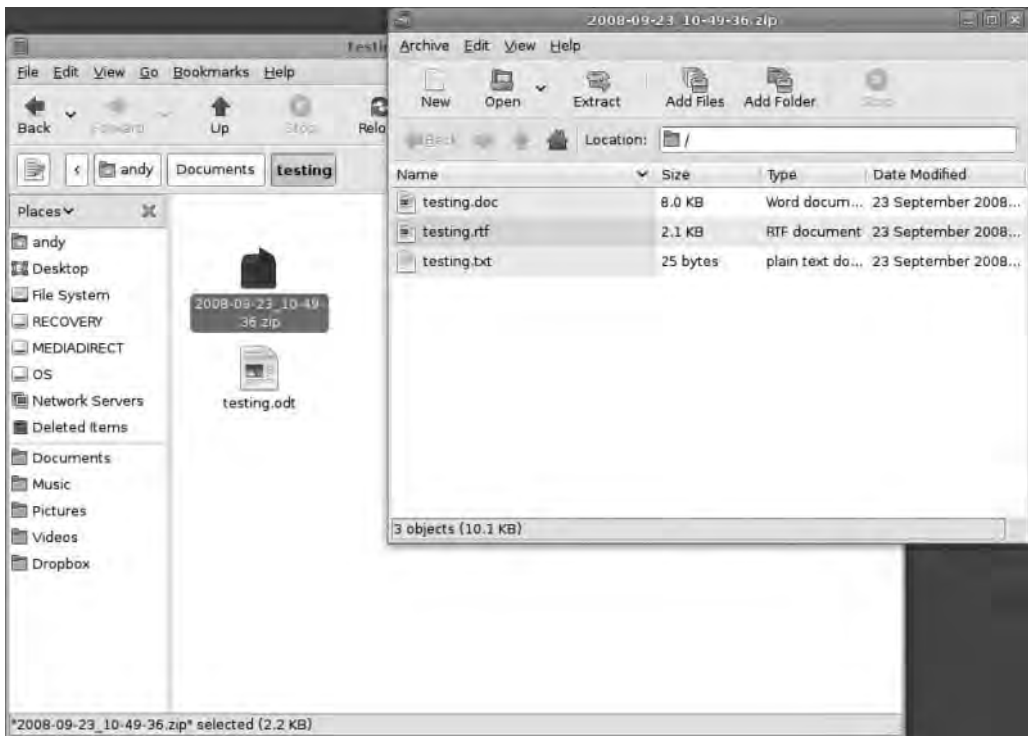 testing
File Edit View Go Bookmarks Help
Back Forward Up Stop Relo
andy Documents testing
Places
andy
Desktop
File System
RECOVERY
MEDIADIRECT
OS
Network Servers
Deleted Items
Documents
Music
Pictures
Videos
Dropbox
2008-09-23_10-49-
36.zip
testing.odt
"2008-09-23_10-49-36.zip" selected (2.2 KB)
2008-09-23_10-49-36.zip
Archive Edit View Help
New Open Extract Add Files Add Folder Stop
Back Location: /
Name Size Type Date Modified
testing.doc 8.0 KB Word docum... 23 September 2008...
testing.rtf 2.1 KB RTF document 23 September 2008...
testing.txt 25 bytes plain text do... 23 September 2008...
3 objects (10.1 KB)